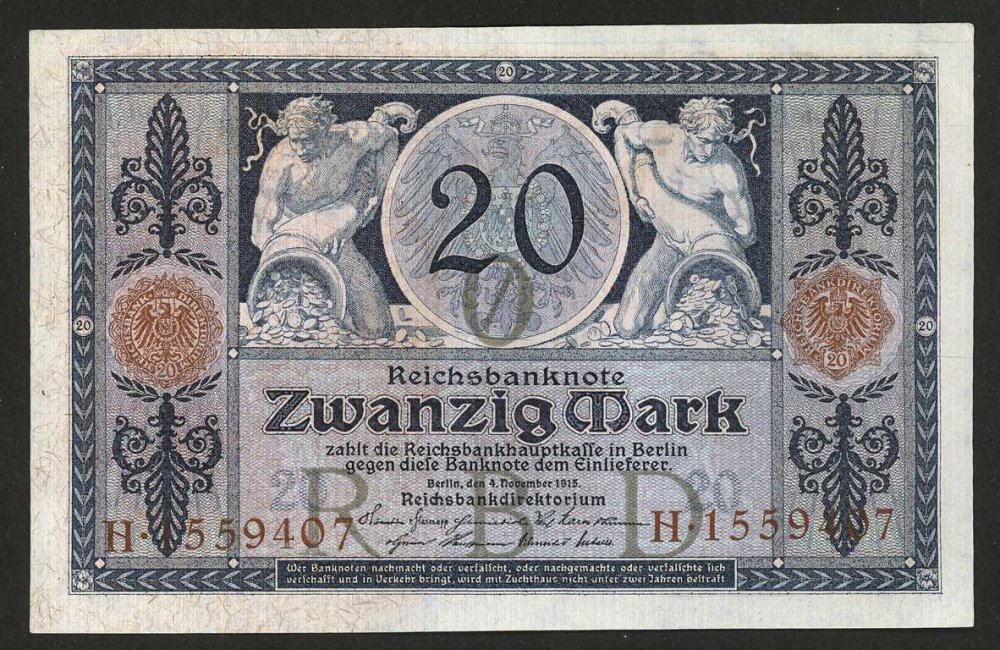 20
20
O
20
20
Reichsbanknote
Zwanzig Mark
zahlt die Reichsbankhauptkasse in Berlin
gegen diese Banknote dem Einlieferer.
Berlin, den 4. November 1915.
Reichsbankdirektorium
20 20
R B D
H·1559407 H·1559407
Wer Banknoten nachmacht oder verfälscht, oder nachgemachte oder verfälschte sich
verschafft und in Verkehr bringt, wird mit Zuchthaus nicht unter zwei Jahren bestraft
20 20